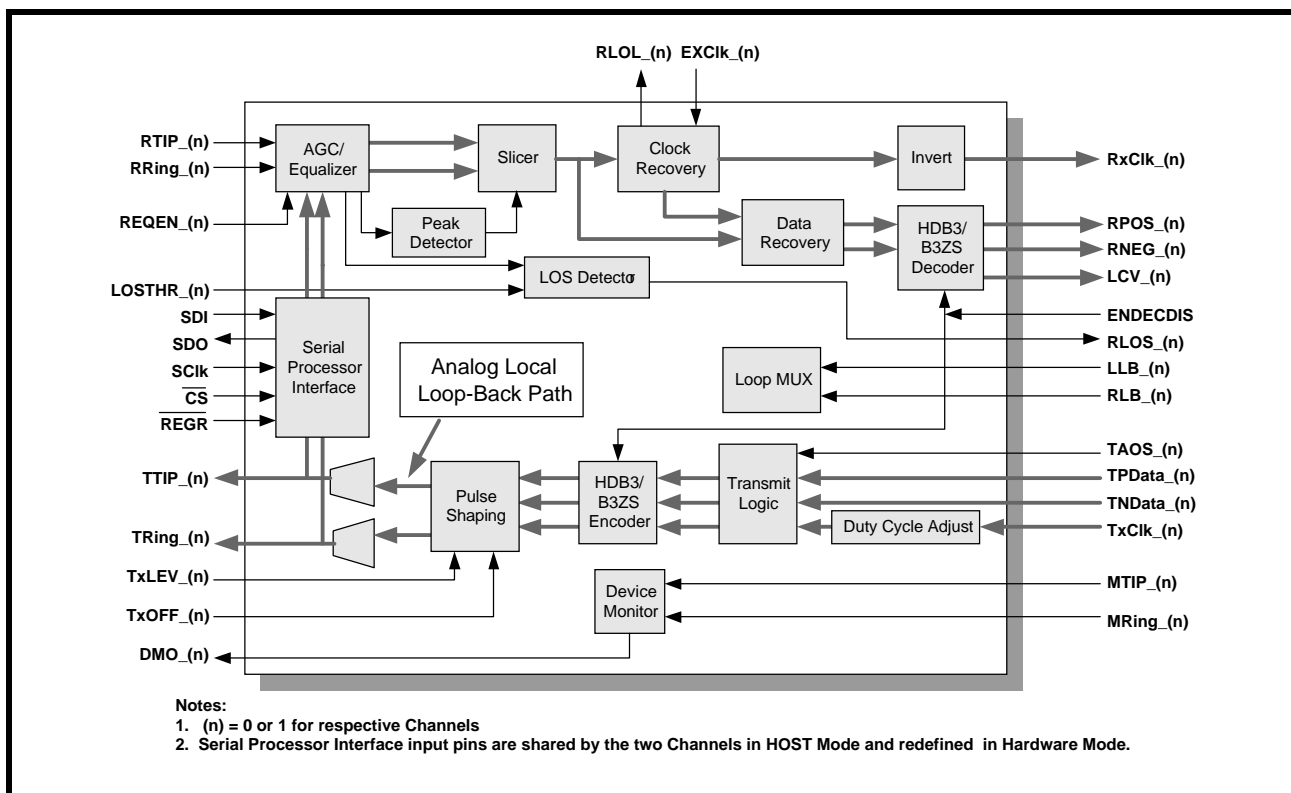 RLOL_(n) EXClk_(n)
RTIP_(n)
RRing_(n)
REQEN_(n)
LOSTHR_(n)
SDI
SDO
SClk
CS
REGR
TTIP_(n)
TRing_(n)
TxLEV_(n)
TxOFF_(n)
DMO_(n)
AGC/
Equalizer
Slicer
Clock
Recovery
Invert
Peak
Detector
Data
Recovery
HDB3/
B3ZS
Decoder
LOS Detector
Serial
Processor
Interface
Analog Local
Loop-Back Path
Loop MUX
Pulse
Shaping
HDB3/
B3ZS
Encoder
Transmit
Logic
Duty Cycle Adjust
Device
Monitor
RxClk_(n)
RPOS_(n)
RNEG_(n)
LCV_(n)
ENDECDIS
RLOS_(n)
LLB_(n)
RLB_(n)
TAOS_(n)
TPData_(n)
TNData_(n)
TxClk_(n)
MTIP_(n)
MRing_(n)
Notes:
1. (n) = 0 or 1 for respective Channels
2. Serial Processor Interface input pins are shared by the two Channels in HOST Mode and redefined in Hardware Mode.